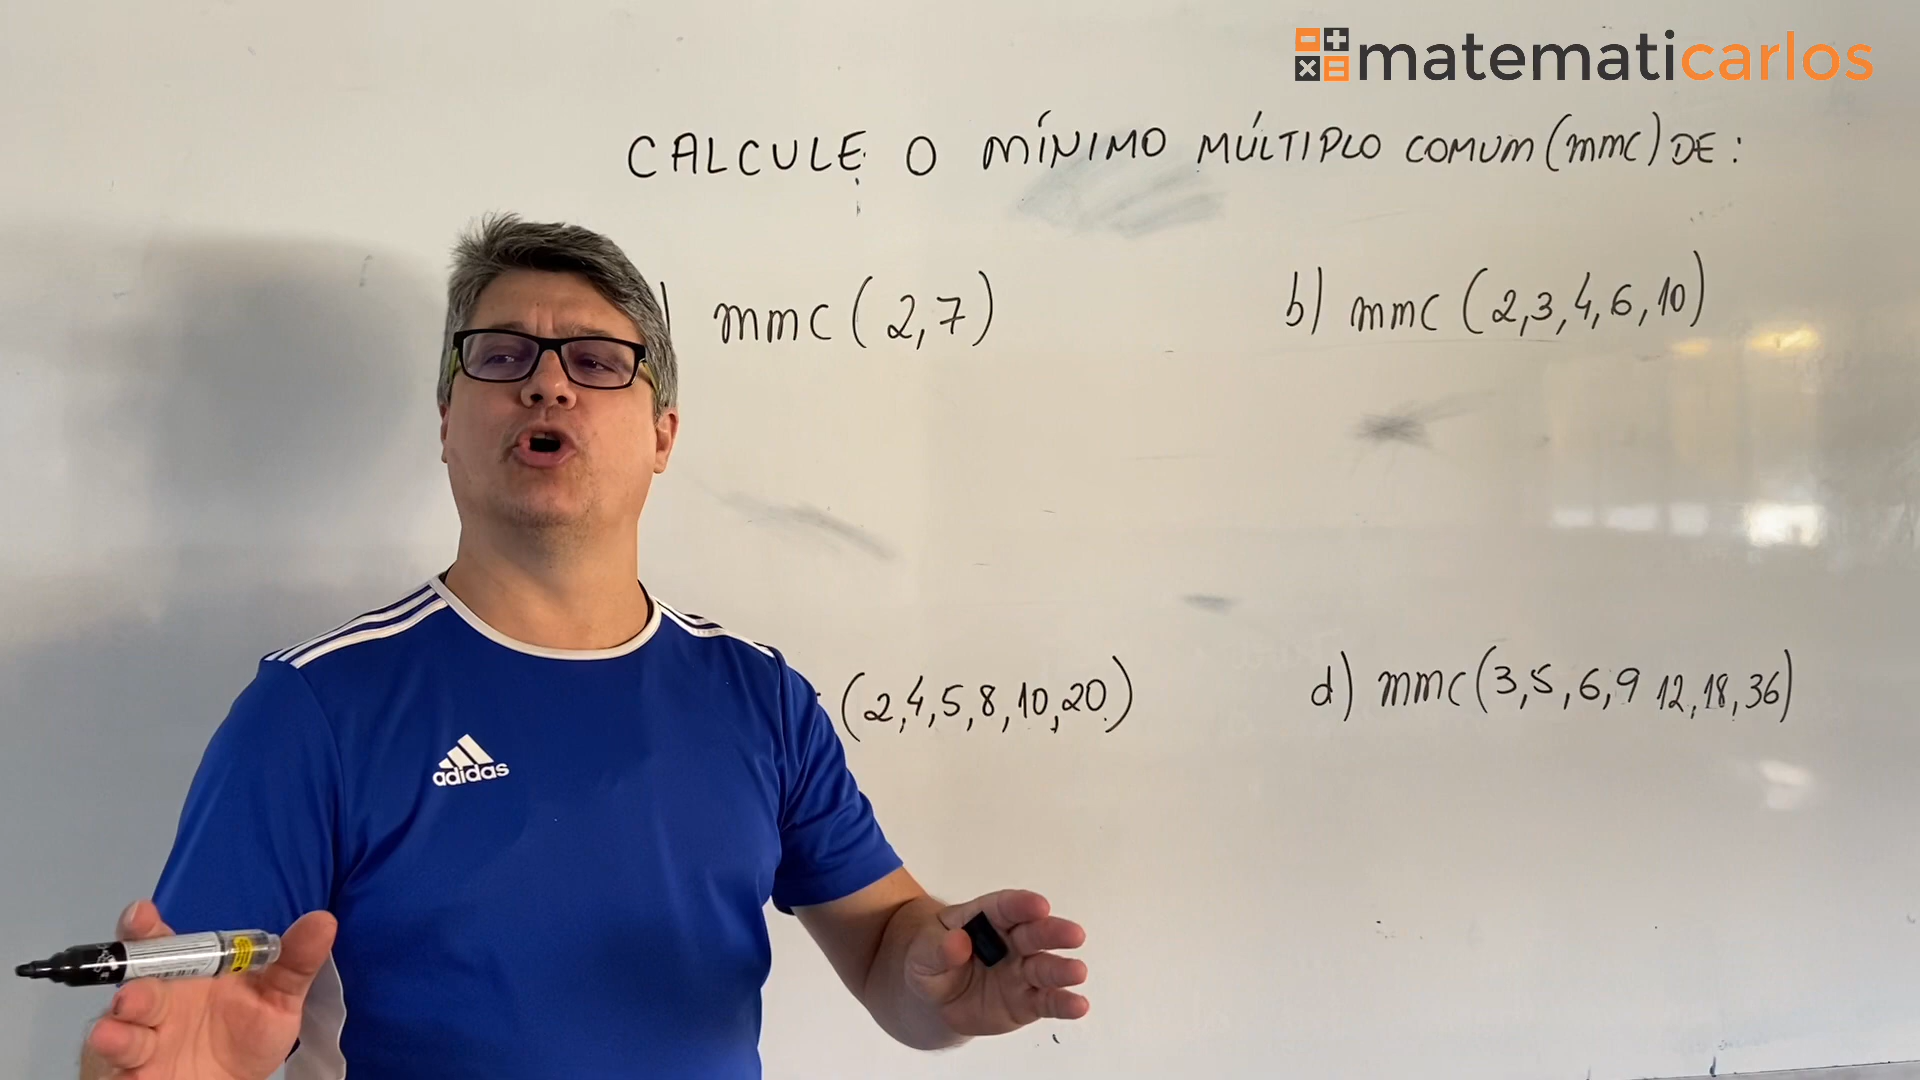 matematicarlos
CALCULE O MÍNIMO MÚLTIPLO COMUM (mmc) DE:
) mmc (2,7)
b) mmc (2,3,4,6,10)
(2,4,5,8,10,20)
d) mmc (3,5,6,9 12,18,36)
adidas